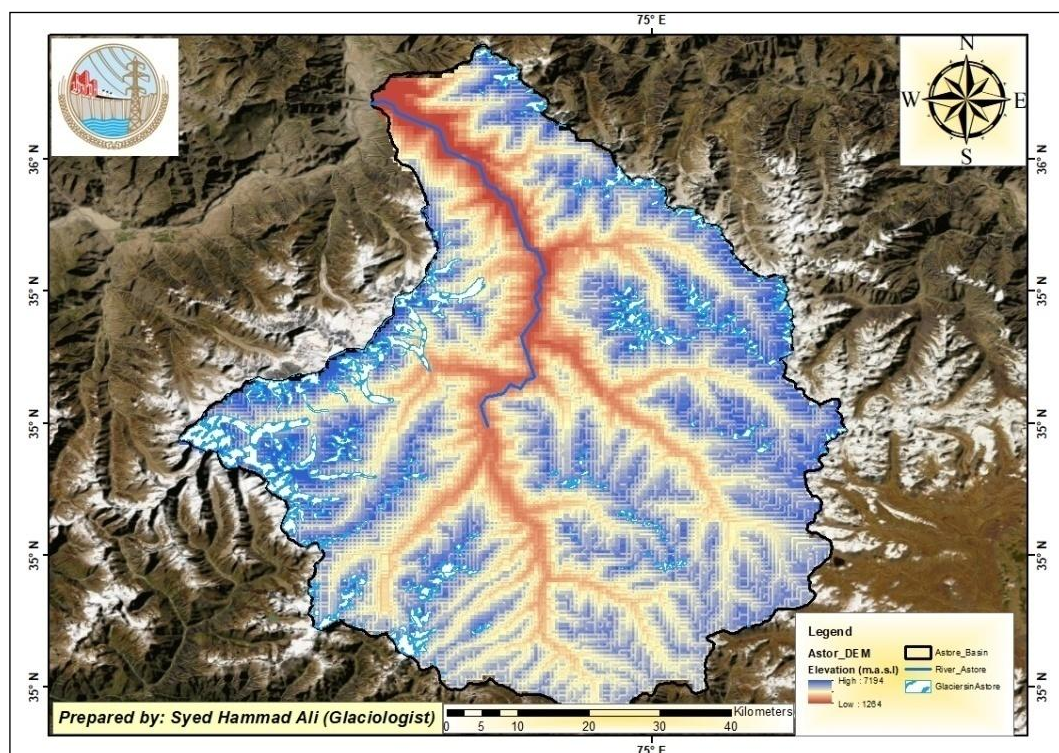 75° E
N
W E
S
36° N
36° N
35° N
35° N
35° N
35° N
35° N
35° N
35° N
35° N
Legend
Astor_DEM
Elevation (m.a.s.l)
High : 7194
Low : 1264
Astore_Basin
River_Astore
GlaciersinAstore
Prepared by: Syed Hammad Ali (Glaciologist)
Kilometers
0 5 10 20 30 40
75° E